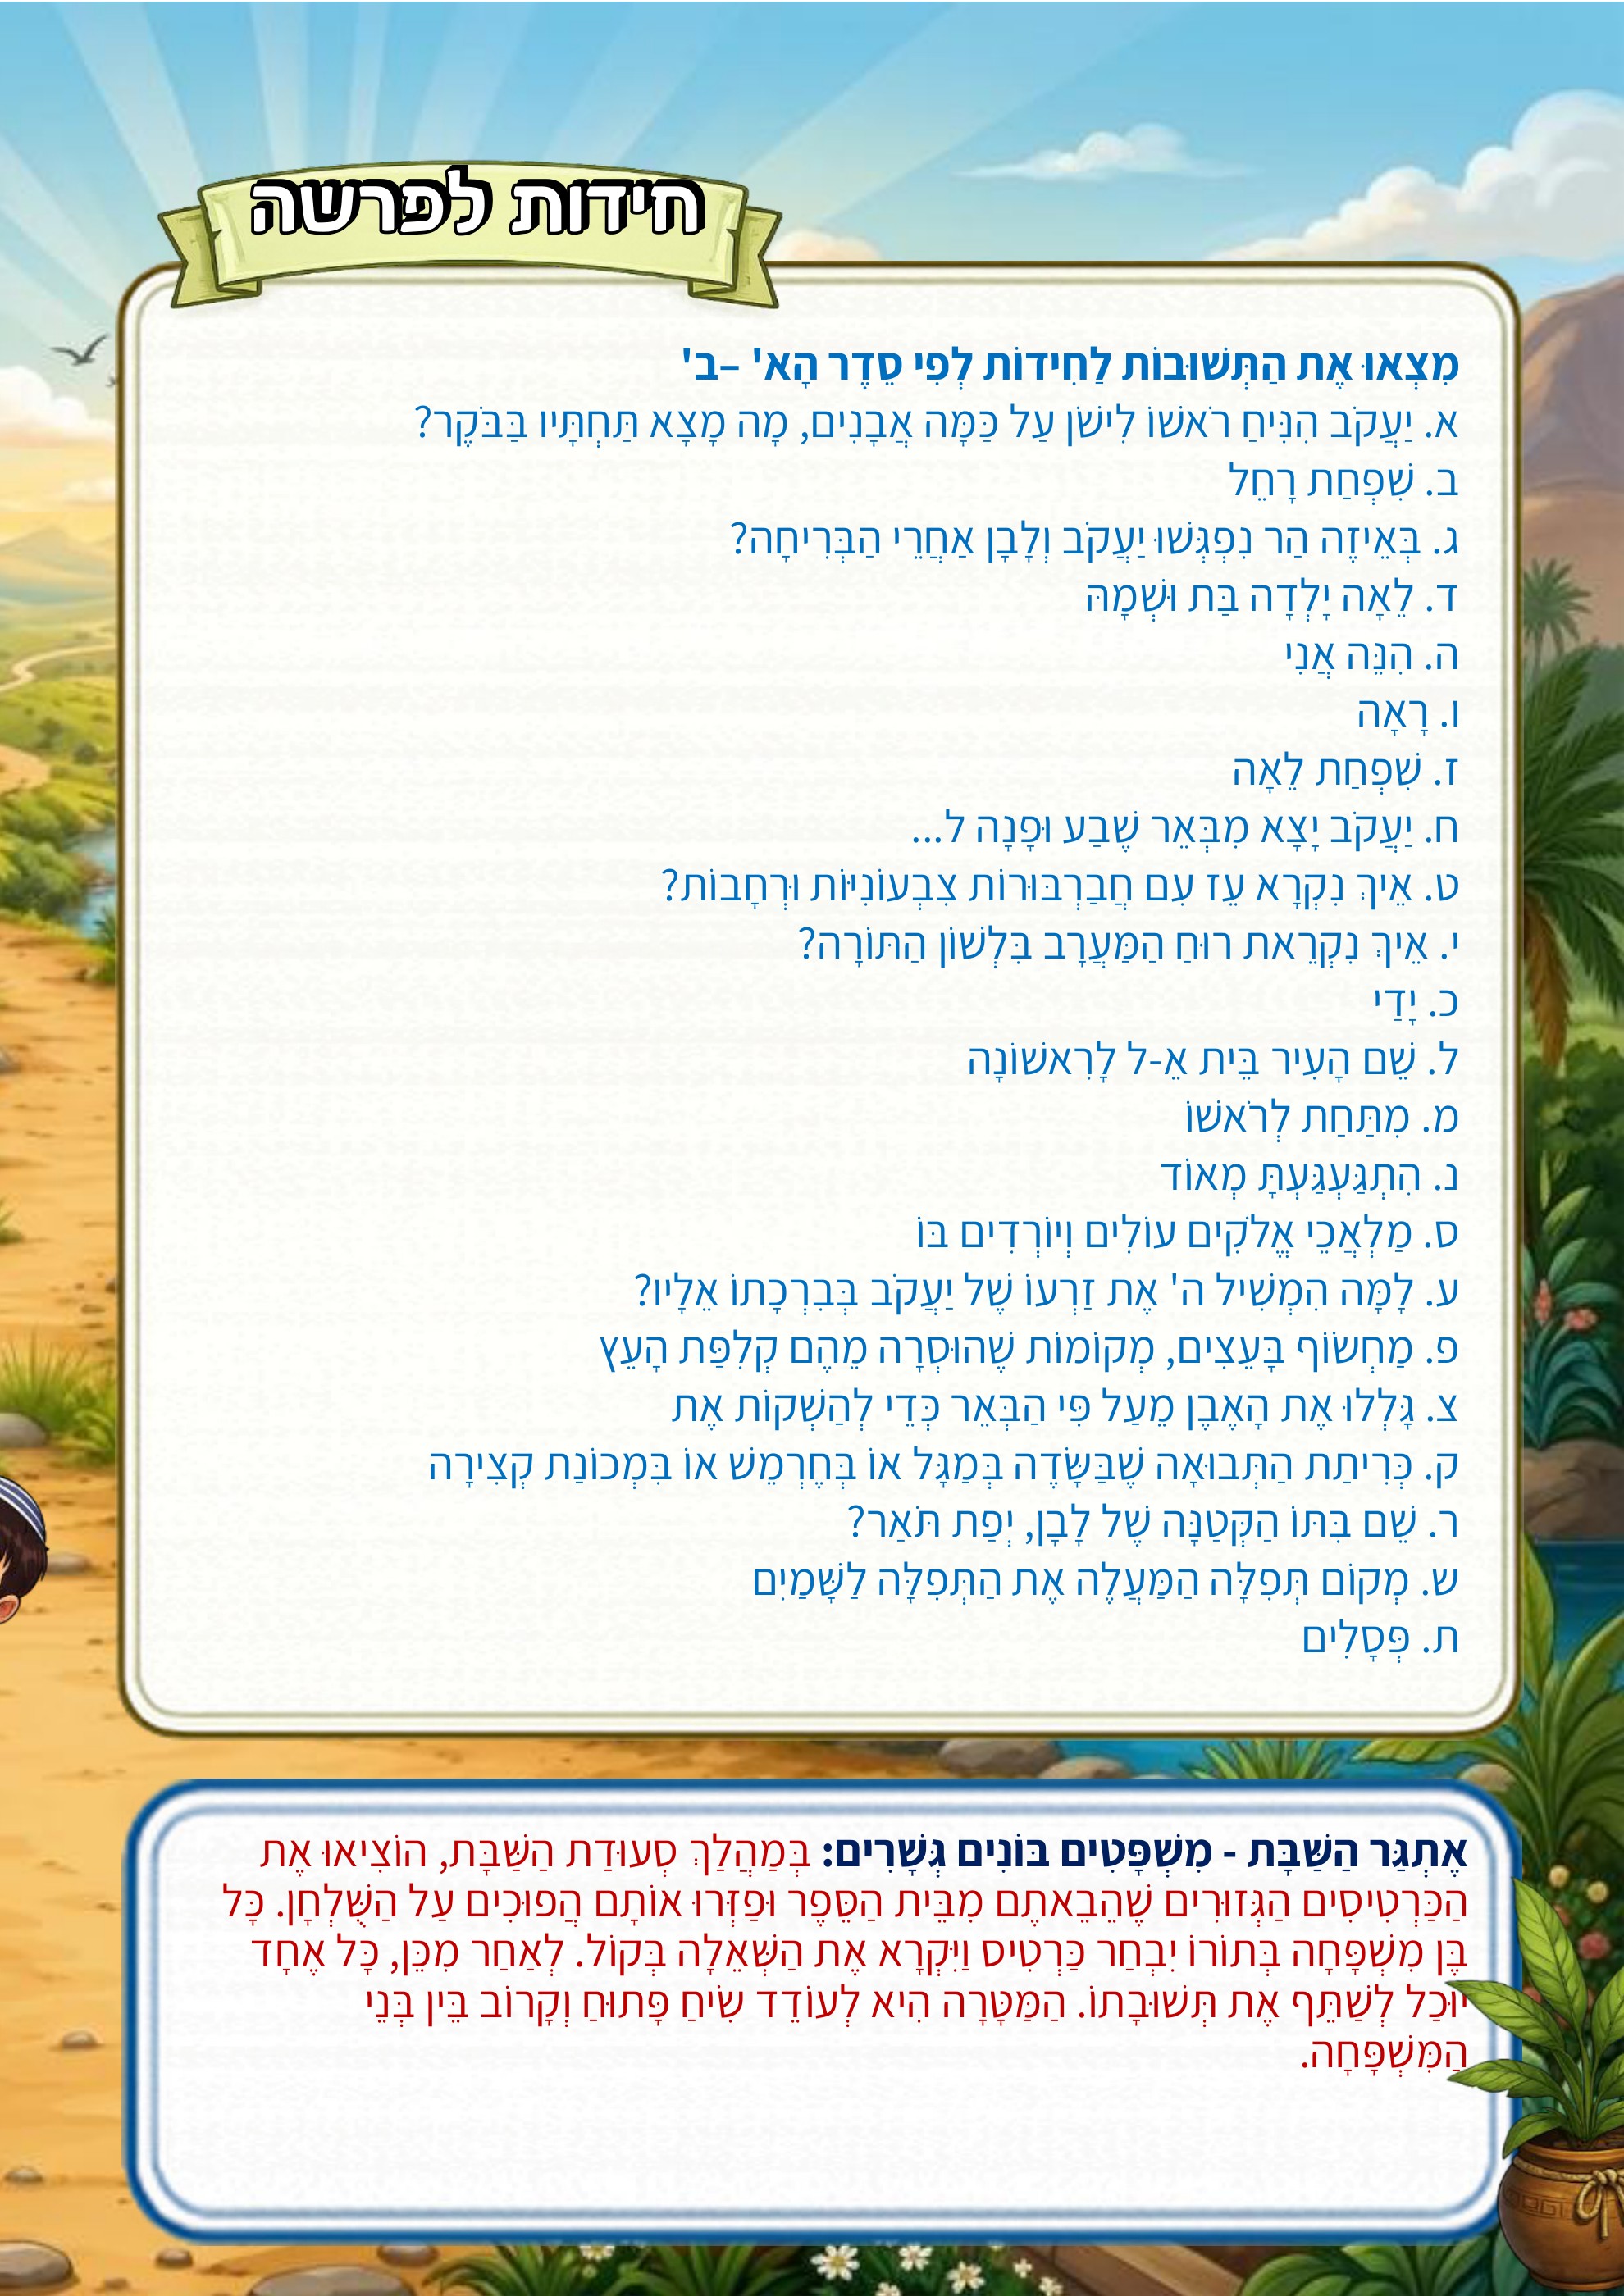 חידות לפרשה
מִצְאוּ אֶת הַתְּשׁוּבוֹת לַחִידוֹת לְפִי סֵדֶר הָא' –ב'
א. יַעֲקֹב הִנִּיחַ רֹאשׁוֹ לִישֹׁן עַל כַּמָּה אֲבָנִים, מָה מָצָא תַּחְתָּיו בַּבֹּקֶר?
ב. שִׁפְחַת רָחֵל
ג. בְּאֵיזֶה הַר נִפְגְּשׁוּ יַעֲקֹב וְלָבָן אַחֲרֵי הַבְּרִיחָה?
ד. לֵאָה יָלְדָה בַּת וּשְׁמָהּ
ה. הִנֵּה אֲנִי
ו. רָאָה
ז. שִׁפְחַת לֵאָה
ח. יַעֲקֹב יָצָא מִבְּאֵר שֶׁבַע וּפָנָה ל...
ט. אֵיךְ נִקְרָא עֵז עִם חֲבַרְבּוּרוֹת צִבְעוֹנִיּוֹת וּרְחָבוֹת?
י. אֵיךְ נִקְרֵאת רוּחַ הַמַּעֲרָב בִּלְשׁוֹן הַתּוֹרָה?
כ. יָדַי
ל. שֵׁם הָעִיר בֵּית אֵ-ל לָרִאשׁוֹנָה
מ. מִתַּחַת לְרֹאשׁוֹ
נ. הִתְגַּעְגַּעְתָּ מְאוֹד
ס. מַלְאֲכֵי אֱלֹקִים עוֹלִים וְיוֹרְדִים בּוֹ
ע. לָמָּה הִמְשִׁיל ה' אֶת זַרְעוֹ שֶׁל יַעֲקֹב בְּבִרְכָתוֹ אֵלָיו?
פ. מַחְשׂוֹף בָּעֵצִים, מְקוֹמוֹת שֶׁהוּסְרָה מֵהֶם קְלִפַּת הָעֵץ
צ. גָּלְלוּ אֶת הָאֶבֶן מֵעַל פִּי הַבְּאֵר כְּדֵי לְהַשְׁקוֹת אֶת
ק. כְּרִיתַת הַתְּבוּאָה שֶׁבַּשָּׂדֶה בְּמַגָּל אוֹ בְּחֶרְמֵשׁ אוֹ בִּמְכוֹנַת קְצִירָה
ר. שֵׁם בִּתּוֹ הַקְּטַנָּה שֶׁל לָבָן, יְפַת תֹּאַר?
ש. מְקוֹם תְּפִלָּה הַמַּעֲלֶה אֶת הַתְּפִלָּה לַשָּׁמַיִם
ת. פְּסָלִים
אֶתְגַּר הַשַּׁבָּת - מִשְׁפָּטִים בּוֹנִים גְּשָׁרִים: בְּמַהֲלַךְ סְעוּדַת הַשַּׁבָּת, הוֹצִיאוּ אֶת
הַכַּרְטִיסִים הַגְּזוּרִים שֶׁהֵבֵאתֶם מִבֵּית הַסֵּפֶר וּפַזְּרוּ אוֹתָם הֲפוּכִים עַל הַשֻּׁלְחָן. כָּל
בֶּן מִשְׁפָּחָה בְּתוֹרוֹ יִבְחַר כַּרְטִיס וַיִּקְרָא אֶת הַשְּׁאֵלָה בְּקוֹל. לְאַחַר מִכֵּן, כָּל אֶחָד
יוּכַל לְשַׁתֵּף אֶת תְּשׁוּבָתוֹ. הַמַּטָּרָה הִיא לְעוֹדֵד שִׂיחַ פָּתוּחַ וְקָרוֹב בֵּין בְּנֵי
הַמִּשְׁפָּחָה.